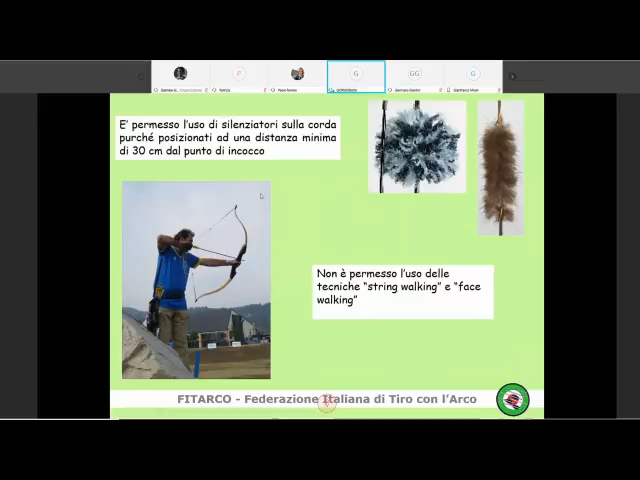 G
GG
G
E' permesso l'uso di silenziatori sulla corda
purché posizionati ad una distanza minima
di 30 cm dal punto di incocco
Non è permesso l'uso delle
tecniche "string walking" e "face
walking"
FITARCO - Federazione Italiana di Tiro con l'Arco